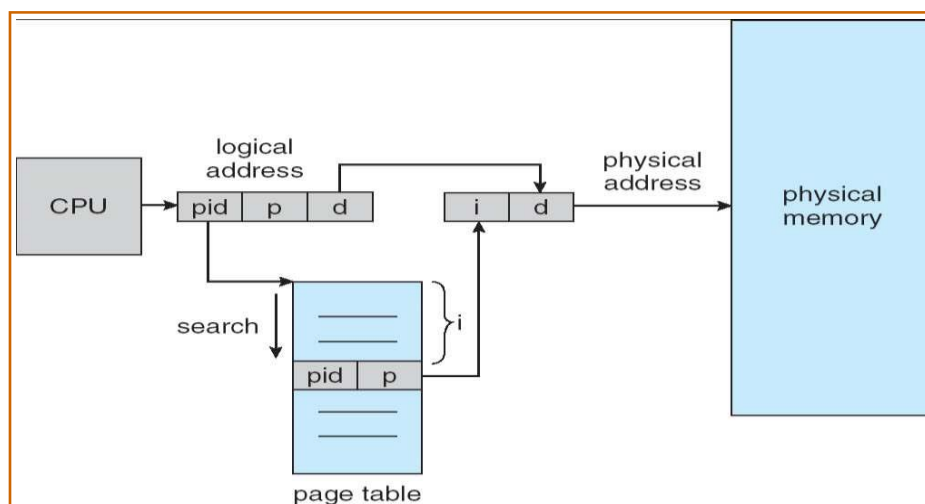 logical
address
physical
address
CPU
pid
p
d
i
d
physical
memory
search
i
pid
p
page table